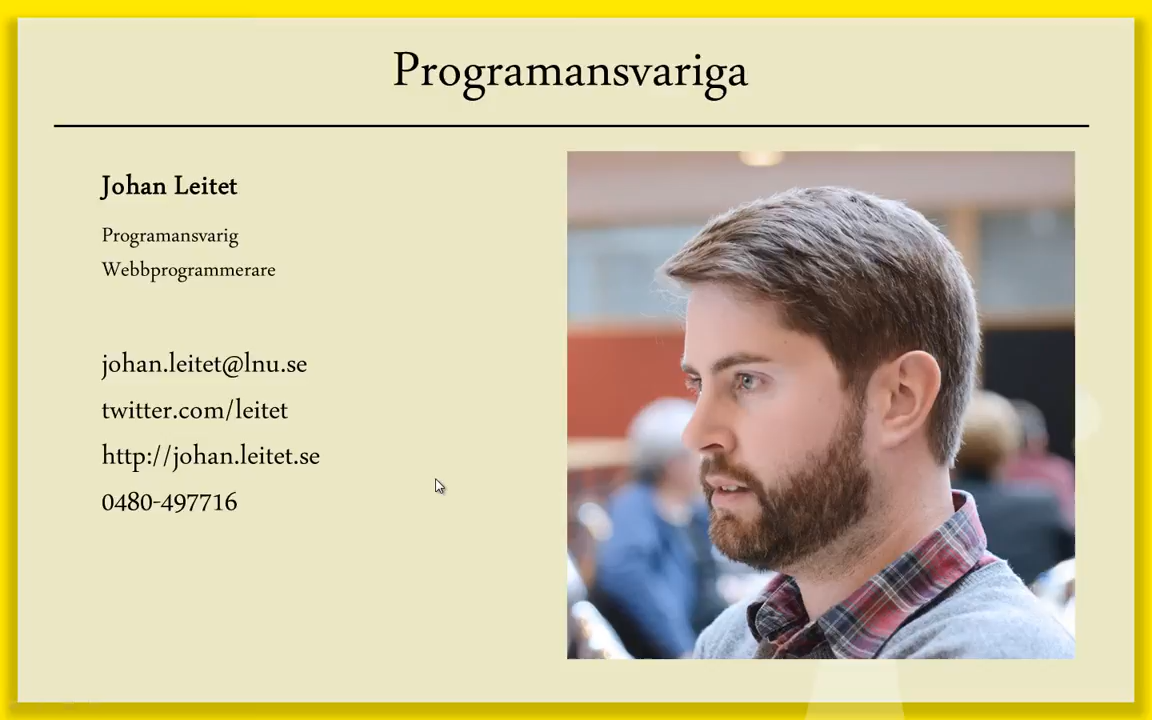 Programansvariga
Johan Leitet
Programansvarig
Webbprogrammerare
johan.leitet@lnu.se
twitter.com/leitet
http://johan.leitet.se
0480-497716